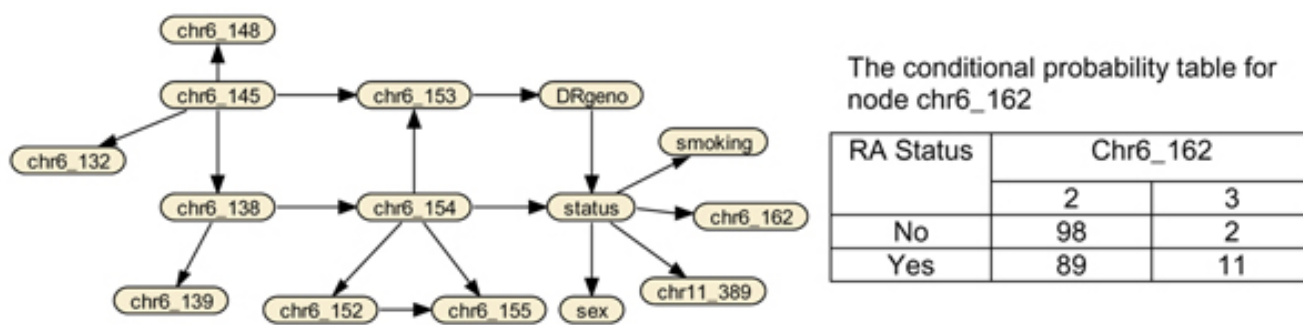 chr6_148
chr6_145
chr6_153
DRgeno
chr6_132
smoking
chr6_138
chr6_154
status
chr6_162
chr6_139
chr6_152
chr6_155
sex
chr11_389
The conditional probability table for
node chr6_162
RA Status
Chr6_162
2
3
No
98
2
Yes
89
11